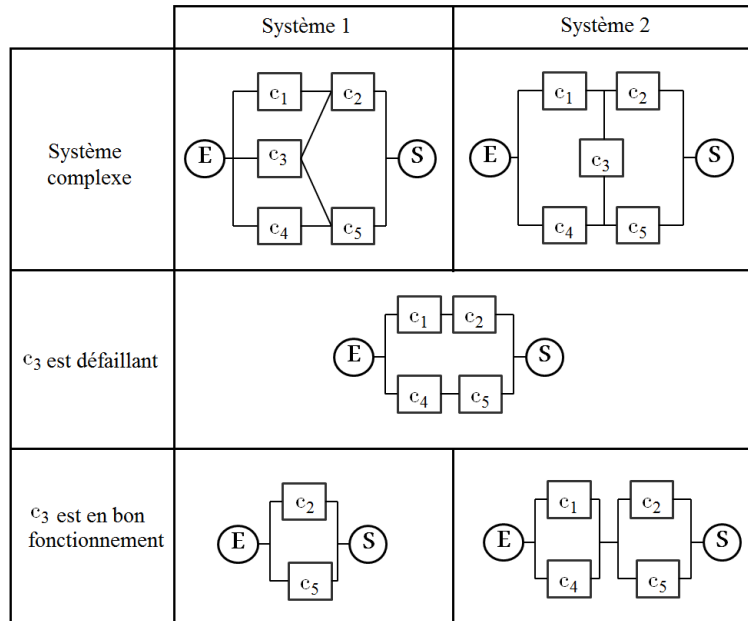 Système 1 Système 2
Système
complexe
E c₁ c₂ c₃ c₄ c₅ S
E c₁ c₂ c₃ c₄ c₅ S
c₃ est défaillant
E c₁ c₂ c₄ c₅ S
c₃ est en bon
fonctionnement
E c₂ c₅ S
E c₁ c₂ c₄ c₅ S